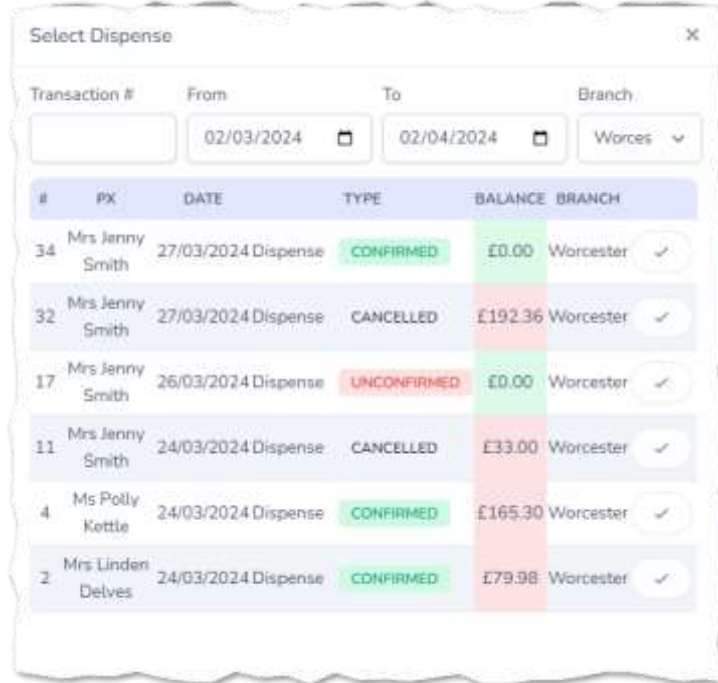 Select Dispense ×
Transaction # From To Branch
02/03/2024 02/04/2024 Worces
# PX DATE TYPE BALANCE BRANCH
34 Mrs Jenny Smith 27/03/2024 Dispense CONFIRMED £0.00 Worcester
32 Mrs Jenny Smith 27/03/2024 Dispense CANCELLED £192.36 Worcester
17 Mrs Jenny Smith 26/03/2024 Dispense UNCONFIRMED £0.00 Worcester
11 Mrs Jenny Smith 24/03/2024 Dispense CANCELLED £33.00 Worcester
4 Ms Polly Kettle 24/03/2024 Dispense CONFIRMED £165.30 Worcester
2 Mrs Linden Delves 24/03/2024 Dispense CONFIRMED £79.98 Worcester